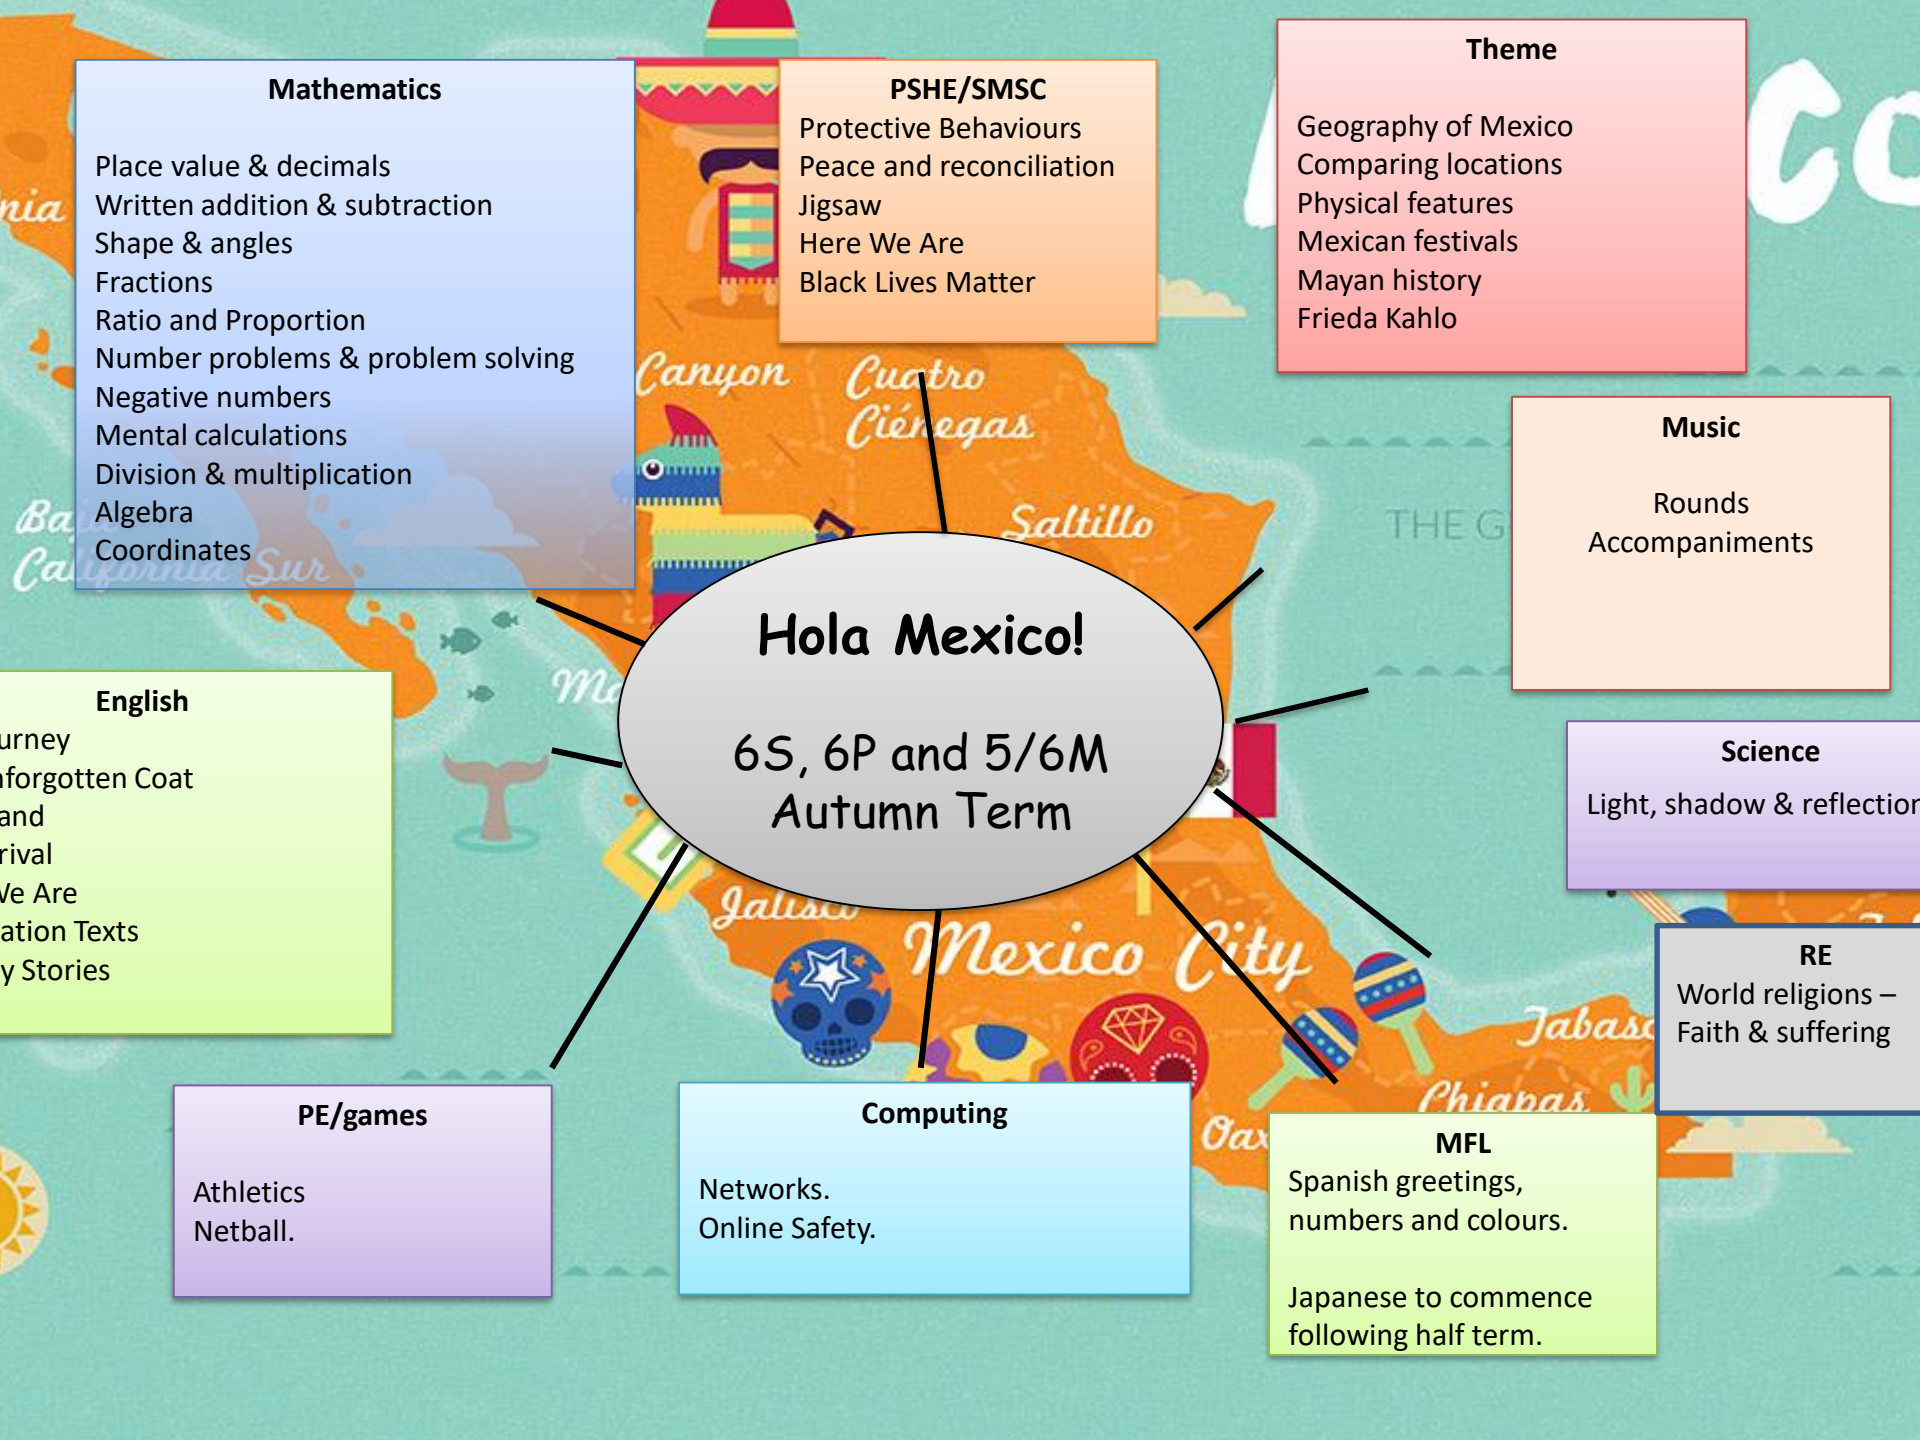 Mathematics
Place value & decimals
Written addition & subtraction
Shape & angles
Fractions
Ratio and Proportion
Number problems & problem solving
Negative numbers
Mental calculations
Division & multiplication
Algebra
Coordinates
PSHE/SMSC
Protective Behaviours
Peace and reconciliation
Jigsaw
Here We Are
Black Lives Matter
Theme
Geography of Mexico
Comparing locations
Physical features
Mexican festivals
Mayan history
Frieda Kahlo
Music
Rounds
Accompaniments
Canyon
Cuatro
Ciénegas
Saltillo
THE G
California Sur
Hola Mexico!
6S, 6P and 5/6M
Autumn Term
English
urney
nforgotten Coat
and
rival
We Are
ation Texts
y Stories
Science
Light, shadow & reflection
RE
World religions –
Faith & suffering
Jalisco
Mexico City
Tabasc
Chiapas
Oax
PE/games
Athletics
Netball.
Computing
Networks.
Online Safety.
MFL
Spanish greetings,
numbers and colours.
Japanese to commence
following half term.